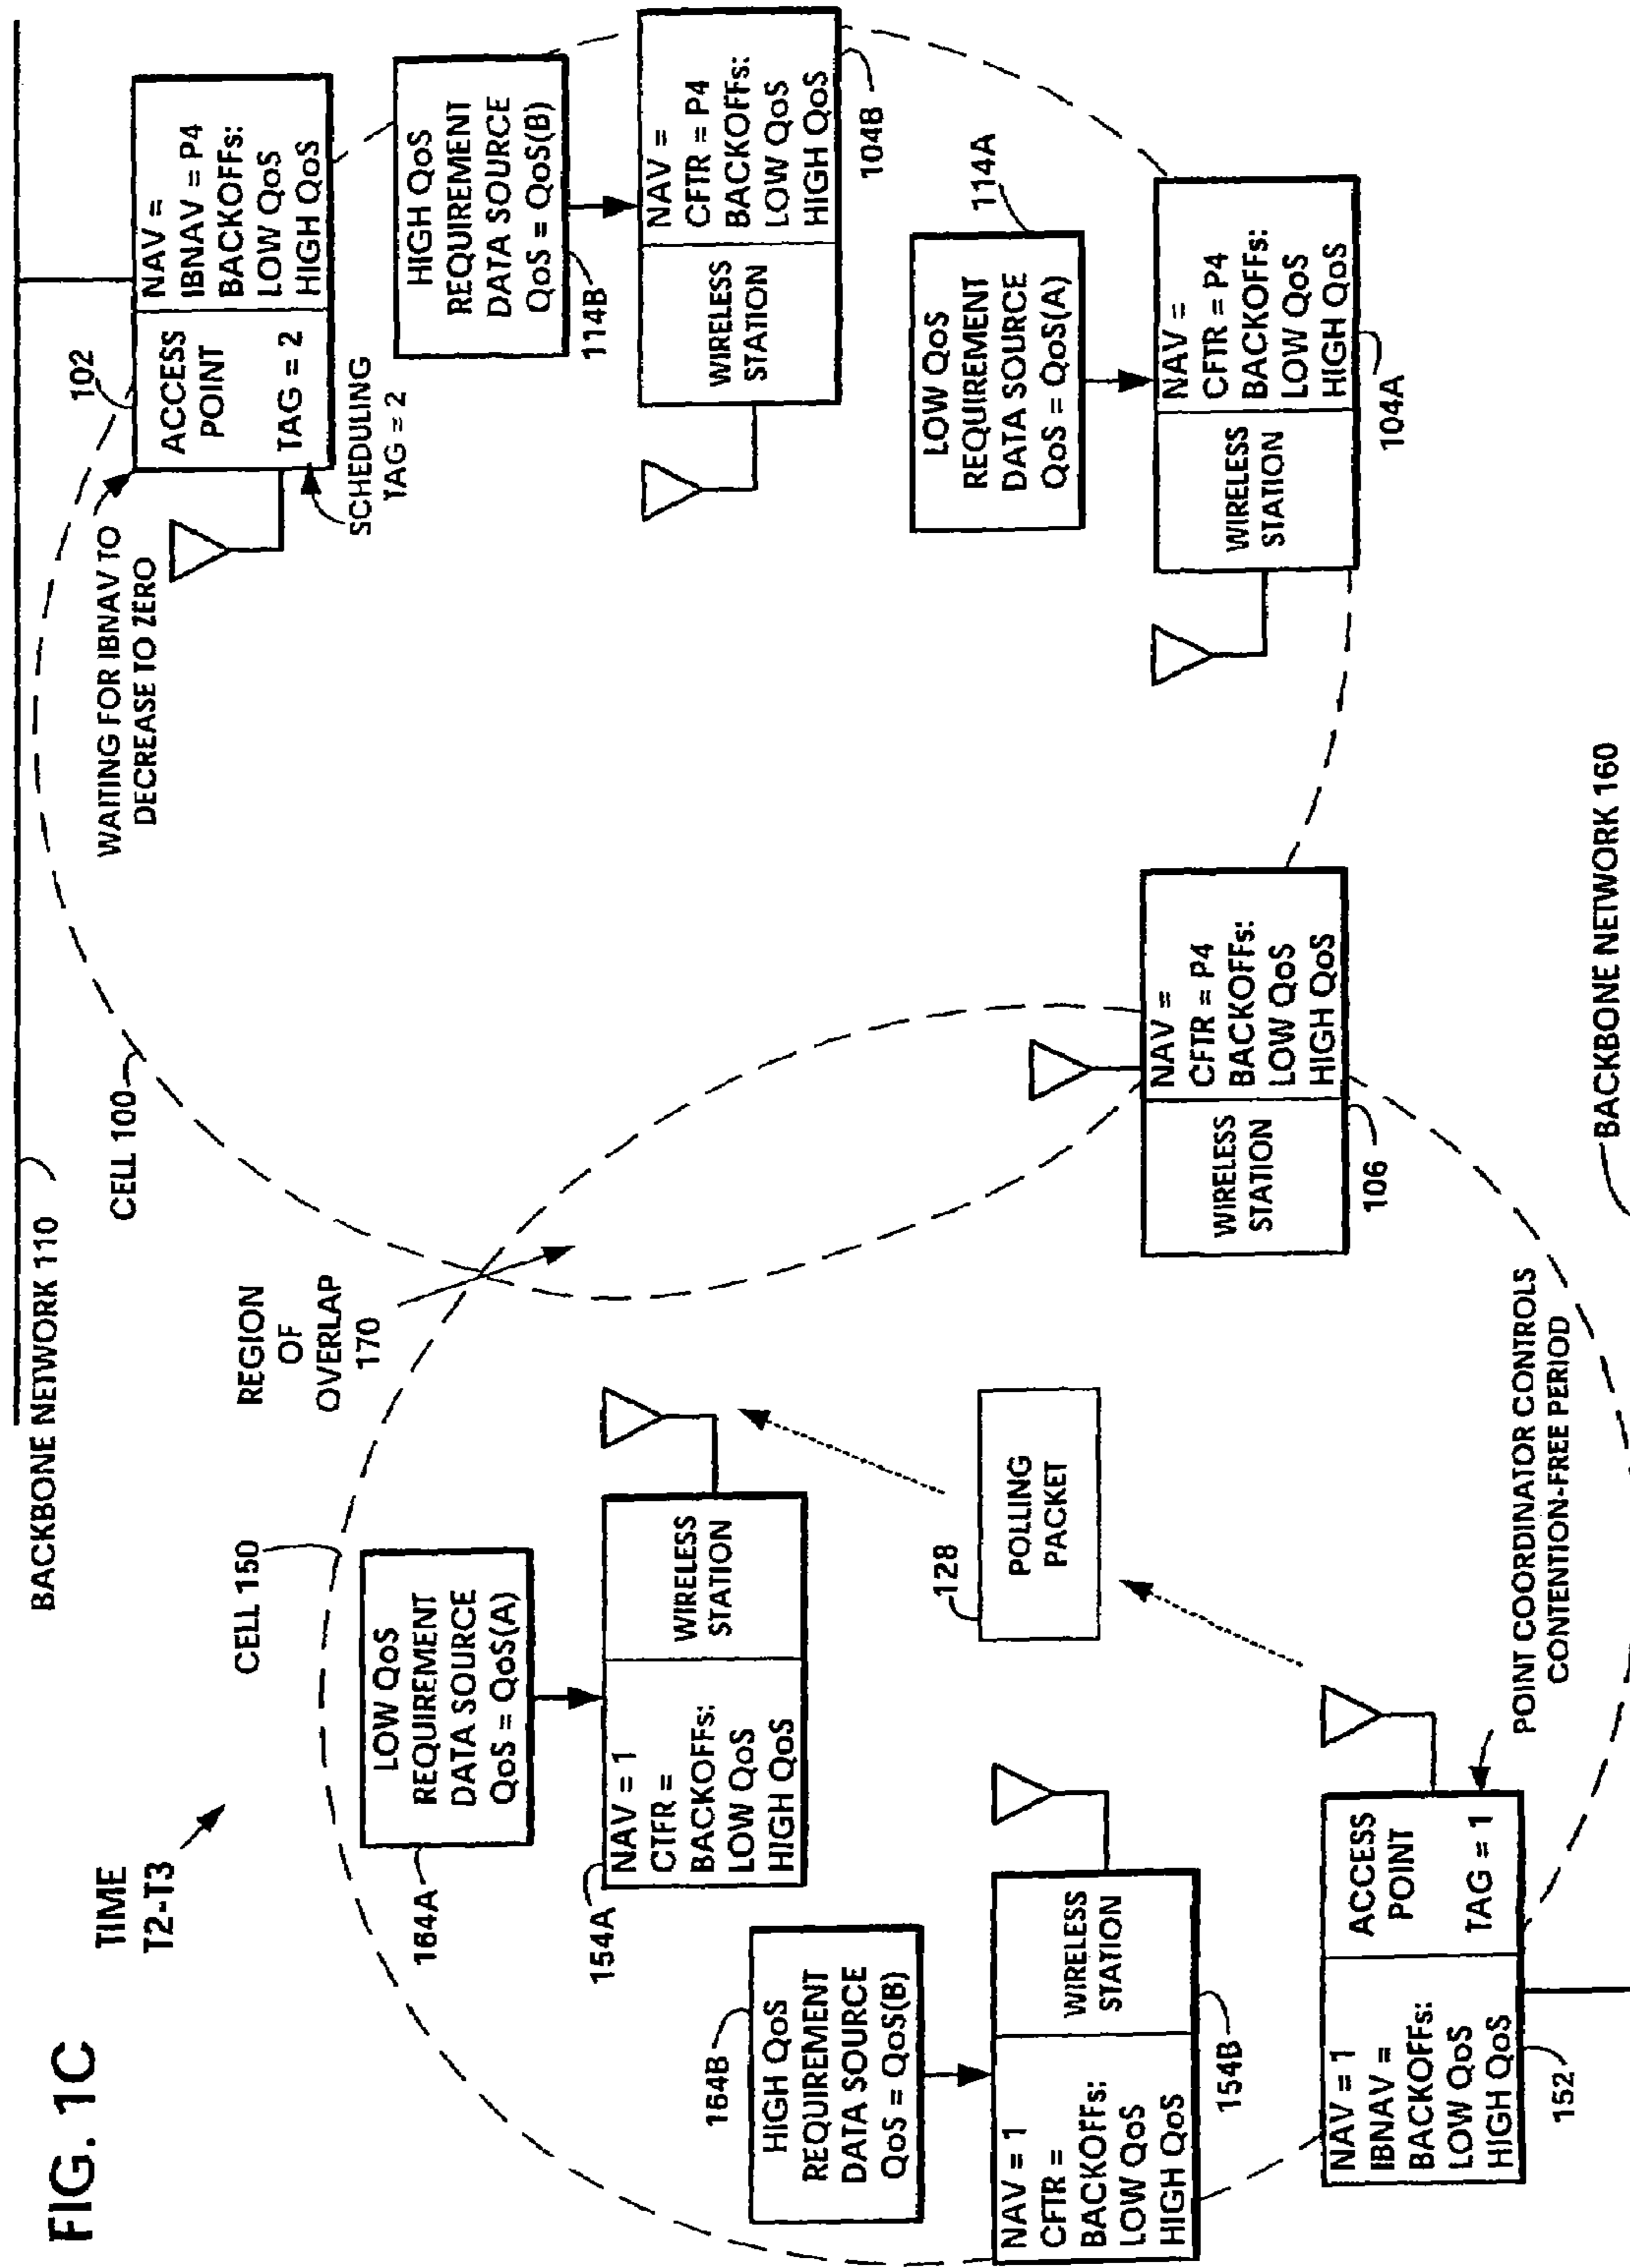 FIG. 1C
TIME
T2-T3
BACKBONE NETWORK 110
CELL 100
CELL 150
REGION
OF
OVERLAP
170
WAITING FOR IBNAV TO
DECREASE TO ZERO
102
ACCESS
POINT
TAG = 2
NAV =
IBNAV = P4
BACKOFFs:
LOW QoS
HIGH QoS
SCHEDULING
TAG = 2
HIGH QoS
REQUIREMENT
DATA SOURCE
QoS = QoS(B)
114B
WIRELESS
STATION
NAV =
CFTR = P4
BACKOFFs:
LOW QoS
HIGH QoS
104B
LOW QoS
REQUIREMENT
DATA SOURCE
QoS = QoS(A)
114A
WIRELESS
STATION
NAV =
CFTR = P4
BACKOFFs:
LOW QoS
HIGH QoS
104A
WIRELESS
STATION
NAV =
CFTR = P4
BACKOFFs:
LOW QoS
HIGH QoS
106
LOW QoS
REQUIREMENT
DATA SOURCE
QoS = QoS(A)
164A
NAV = 1
CTFR =
BACKOFFs:
LOW QoS
HIGH QoS
WIRELESS
STATION
154A
128
POLLING
PACKET
164B
HIGH QoS
REQUIREMENT
DATA SOURCE
QoS = QoS(B)
NAV = 1
CFTR =
BACKOFFs:
LOW QoS
HIGH QoS
WIRELESS
STATION
154B
NAV = 1
IBNAV =
BACKOFFs:
LOW QoS
HIGH QoS
ACCESS
POINT
TAG = 1
152
POINT COORDINATOR CONTROLS
CONTENTION-FREE PERIOD
BACKBONE NETWORK 160